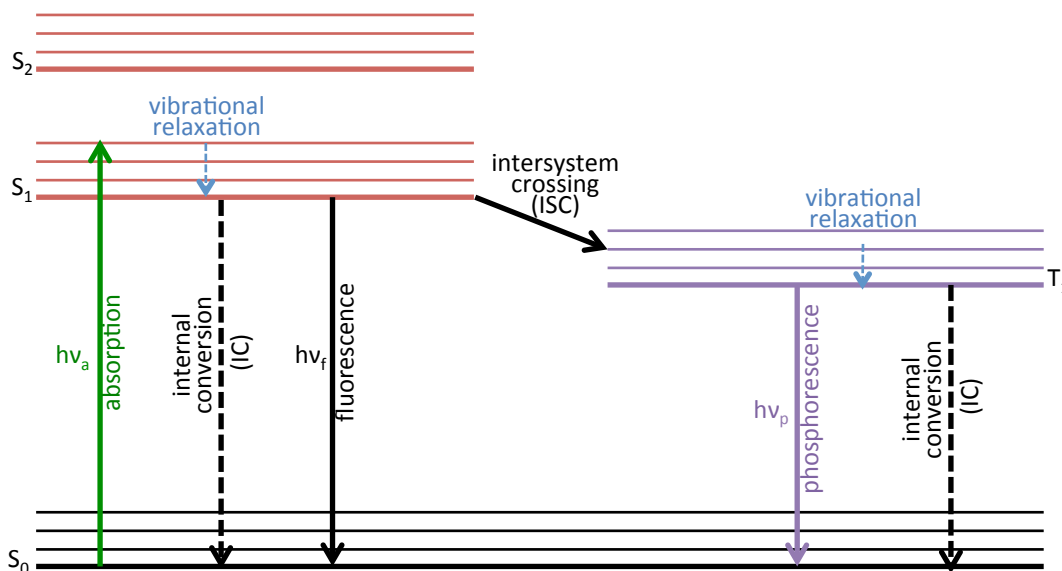 S₂
vibrational
relaxation
S₁
intersystem
crossing
(ISC)
vibrational
relaxation
T
hνₐ
absorption
internal
conversion
(IC)
hν_f
fluorescence
hνₚ
phosphorescence
internal
conversion
(IC)
S₀